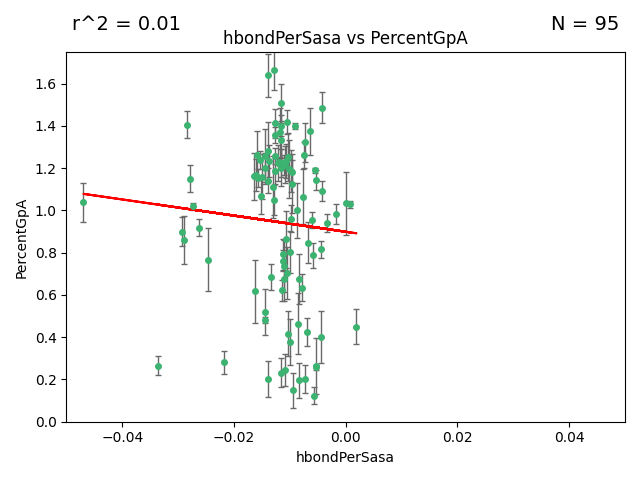 r^2 = 0.01
N = 95
hbondPerSasa vs PercentGpA
PercentGpA
1.6
1.4
1.2
1.0
0.8
0.6
0.4
0.2
0.0
−0.04 −0.02 0.00 0.02 0.04
hbondPerSasa